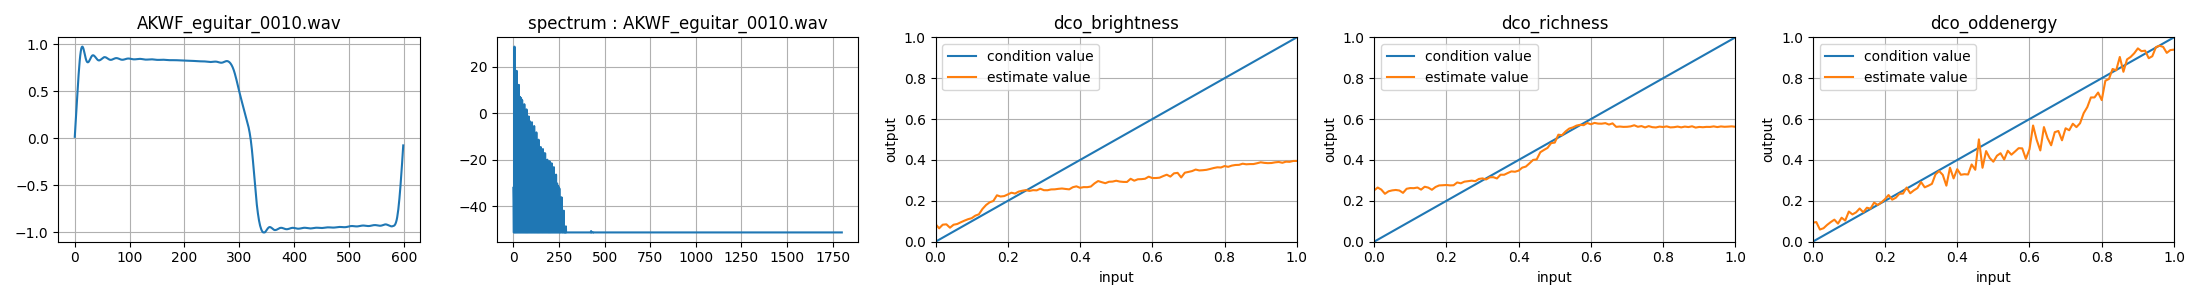 AKWF_eguitar_0010.wav
1.0
0.5
0.0
−0.5
−1.0
0 100 200 300 400 500 600
spectrum : AKWF_eguitar_0010.wav
20
0
−20
−40
0 250 500 750 1000 1250 1500 1750
dco_brightness
condition value
estimate value
output
1.0
0.8
0.6
0.4
0.2
0.0
0.0 0.2 0.4 0.6 0.8 1.0
input
dco_richness
condition value
estimate value
output
1.0
0.8
0.6
0.4
0.2
0.0
0.0 0.2 0.4 0.6 0.8 1.0
input
dco_oddenergy
condition value
estimate value
output
1.0
0.8
0.6
0.4
0.2
0.0
0.0 0.2 0.4 0.6 0.8 1.0
input